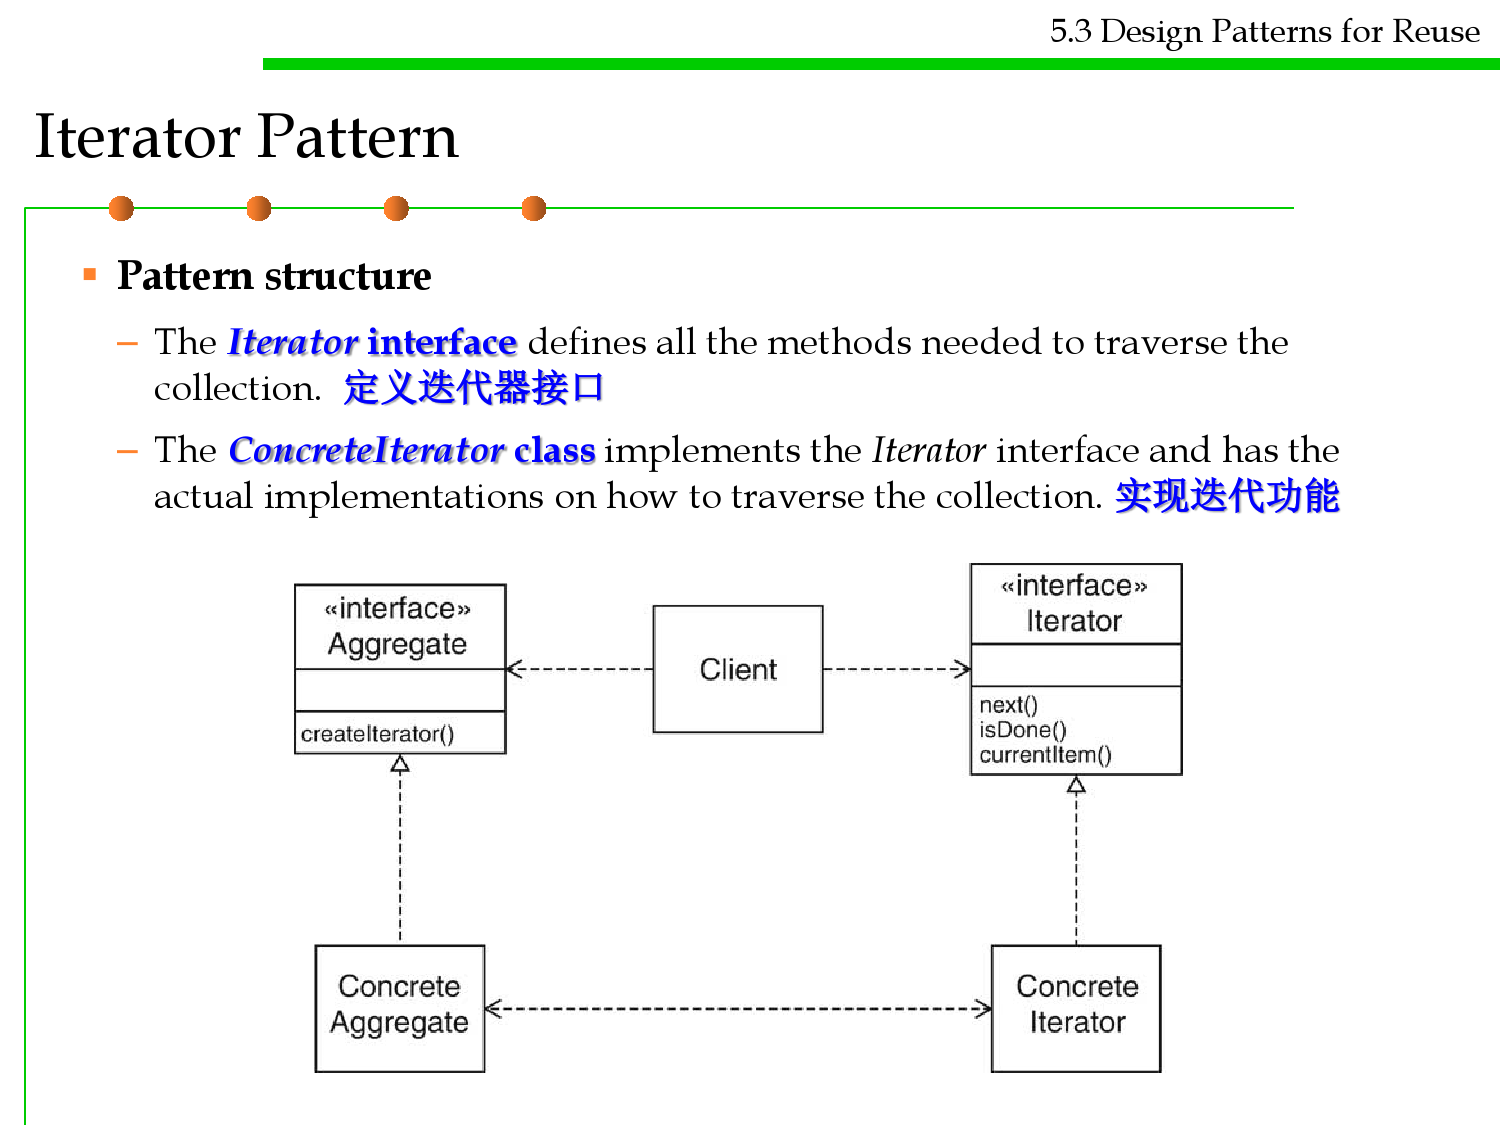 5.3 Design Patterns for Reuse
Iterator Pattern
Pattern structure
– The Iterator interface defines all the methods needed to traverse the
collection. 定义迭代器接口
– The ConcreteIterator class implements the Iterator interface and has the
actual implementations on how to traverse the collection. 实现迭代功能
«interface»
Aggregate
createIterator()
Client
«interface»
Iterator
next()
isDone()
currentItem()
Concrete
Aggregate
Concrete
Iterator